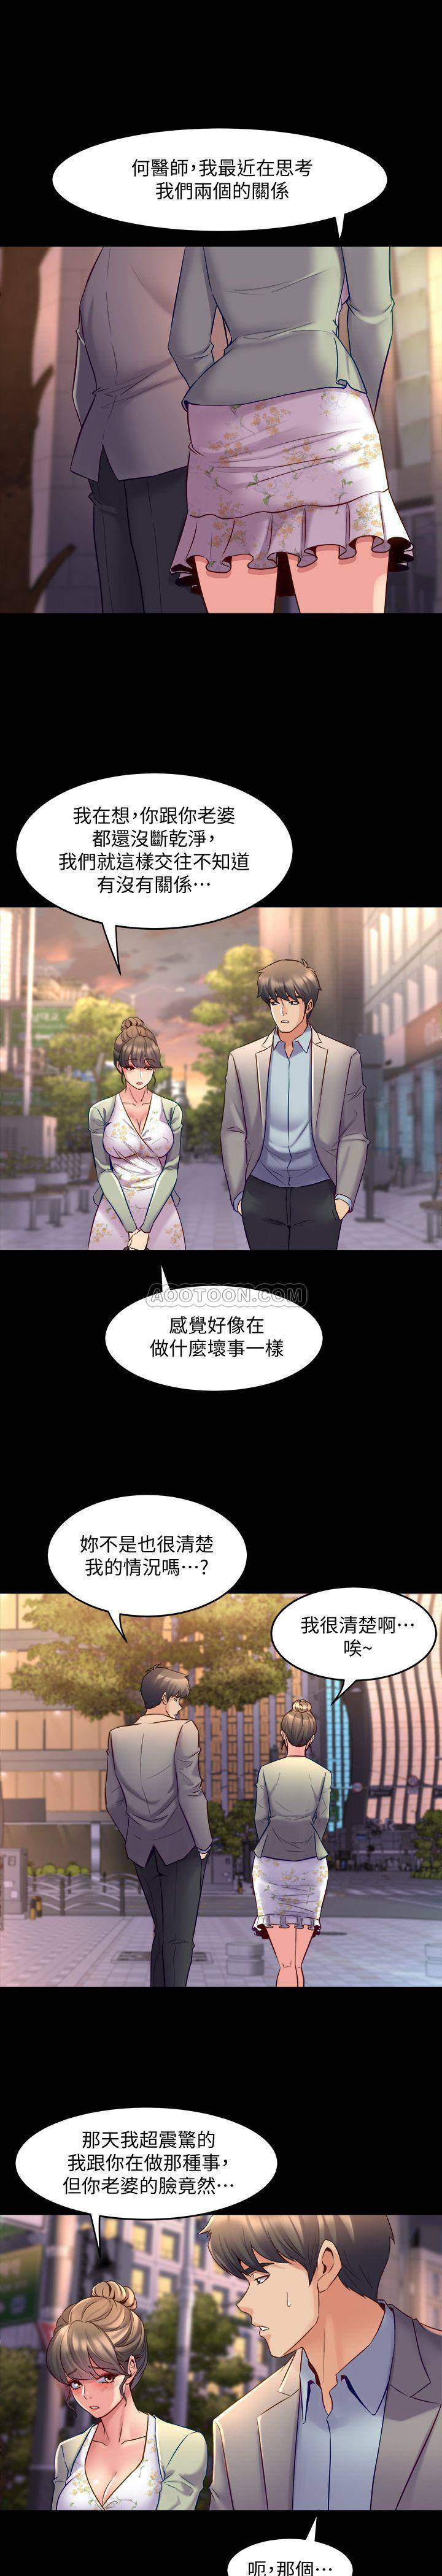 何醫師，我最近在思考
我們兩個的關係
我在想，你跟你老婆
都還沒斷乾淨，
我們就這樣交往不知道
有沒有關係…
AOOTOON.COM
感覺好像在
做什麼壞事一樣
妳不是也很清楚
我的情況嗎…?
我很清楚啊…
唉~
那天我超震驚的
我跟你在做那種事，
但你老婆的臉竟然…
呃，那個…